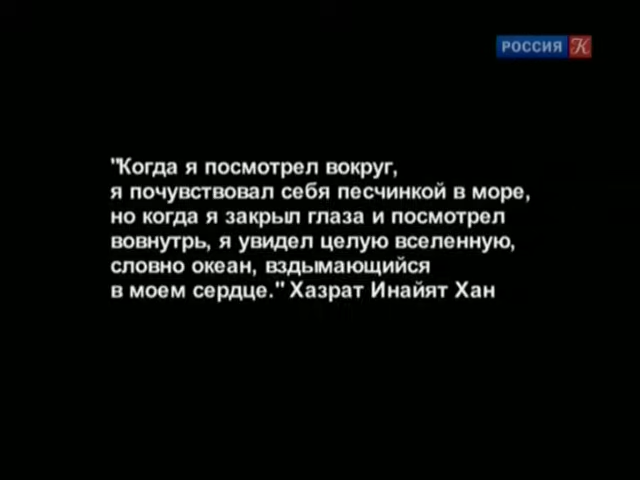 РОССИЯ К
"Когда я посмотрел вокруг,
я почувствовал себя песчинкой в море,
но когда я закрыл глаза и посмотрел
вовнутрь, я увидел целую вселенную,
словно океан, вздымающийся
в моем сердце." Хазрат Инайят Хан